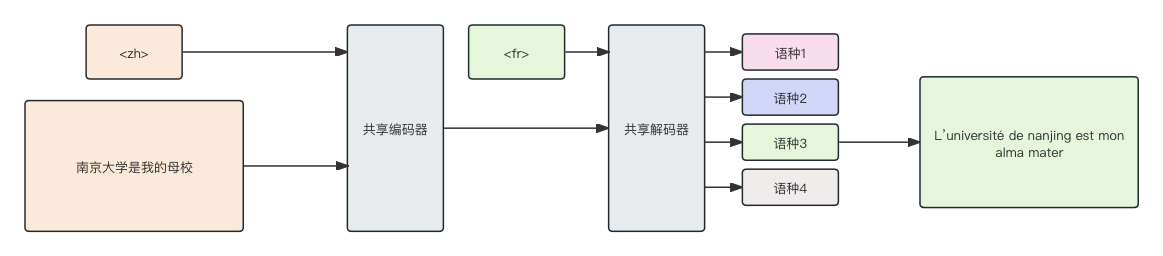 <zh>
南京大学是我的母校
共享编码器
<fr>
共享解码器
语种1
语种2
语种3
语种4
L'université de nanjing est mon
alma mater